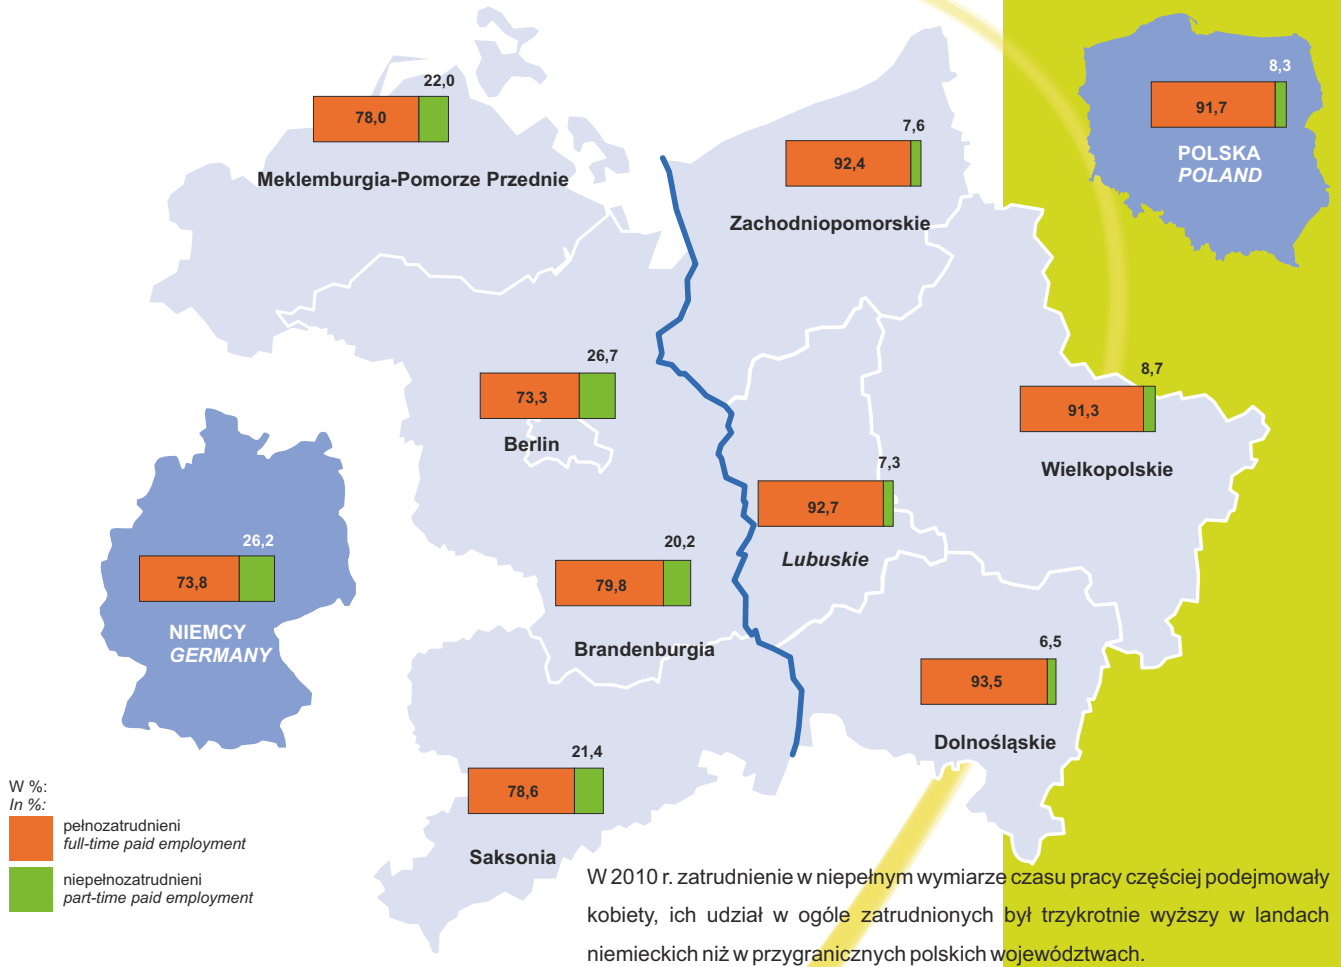 22,0
78,0
Meklemburgia-Pomorze Przednie
7,6
92,4
Zachodniopomorskie
8,3
91,7
POLSKA
POLAND
26,7
73,3
Berlin
8,7
91,3
Wielkopolskie
7,3
92,7
Lubuskie
26,2
73,8
NIEMCY
GERMANY
20,2
79,8
Brandenburgia
6,5
93,5
Dolnośląskie
21,4
78,6
Saksonia
W %:
In %:
pełnozatrudnieni
full-time paid employment
niepełnozatrudnieni
part-time paid employment
W 2010 r. zatrudnienie w niepełnym wymiarze czasu pracy częściej podejmowały
kobiety, ich udział w ogóle zatrudnionych był trzykrotnie wyższy w landach
niemieckich niż w przygranicznych polskich województwach.